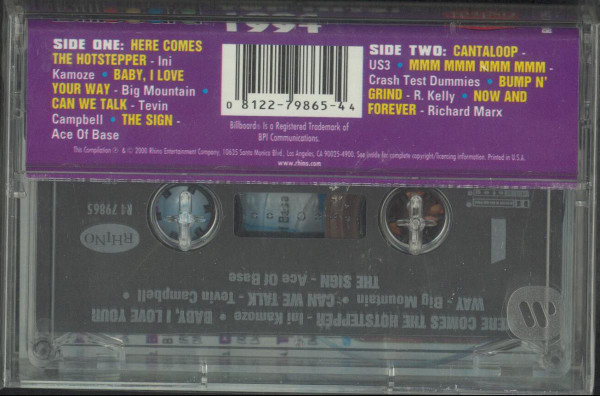 1994
SIDE ONE: HERE COMES
THE HOTSTEPPER - Ini
Kamoze • BABY, I LOVE
YOUR WAY - Big Mountain •
CAN WE TALK - Tevin
Campbell • THE SIGN -
Ace Of Base
0 8122-79865-4 4
Billboard® Is a Registered Trademark of
BPI Communications.
SIDE TWO: CANTALOOP -
US3 • MMM MMM MMM MMM -
Crash Test Dummies • BUMP N'
GRIND - R. Kelly • NOW AND
FOREVER - Richard Marx
This Compilation ℗ & © 2000 Rhino Entertainment Company, 10635 Santa Monica Blvd., Los Angeles, CA 90025-4900. See inside for complete copyright/licensing information. Printed in U.S.A.
www.rhino.com
HERE COMES THE HOTSTEPPER - Ini Kamoze • BABY, I LOVE YOUR
WAY - Big Mountain • CAN WE TALK - Tevin Campbell •
THE SIGN - Ace Of Base
1
RHINO
R4 79865